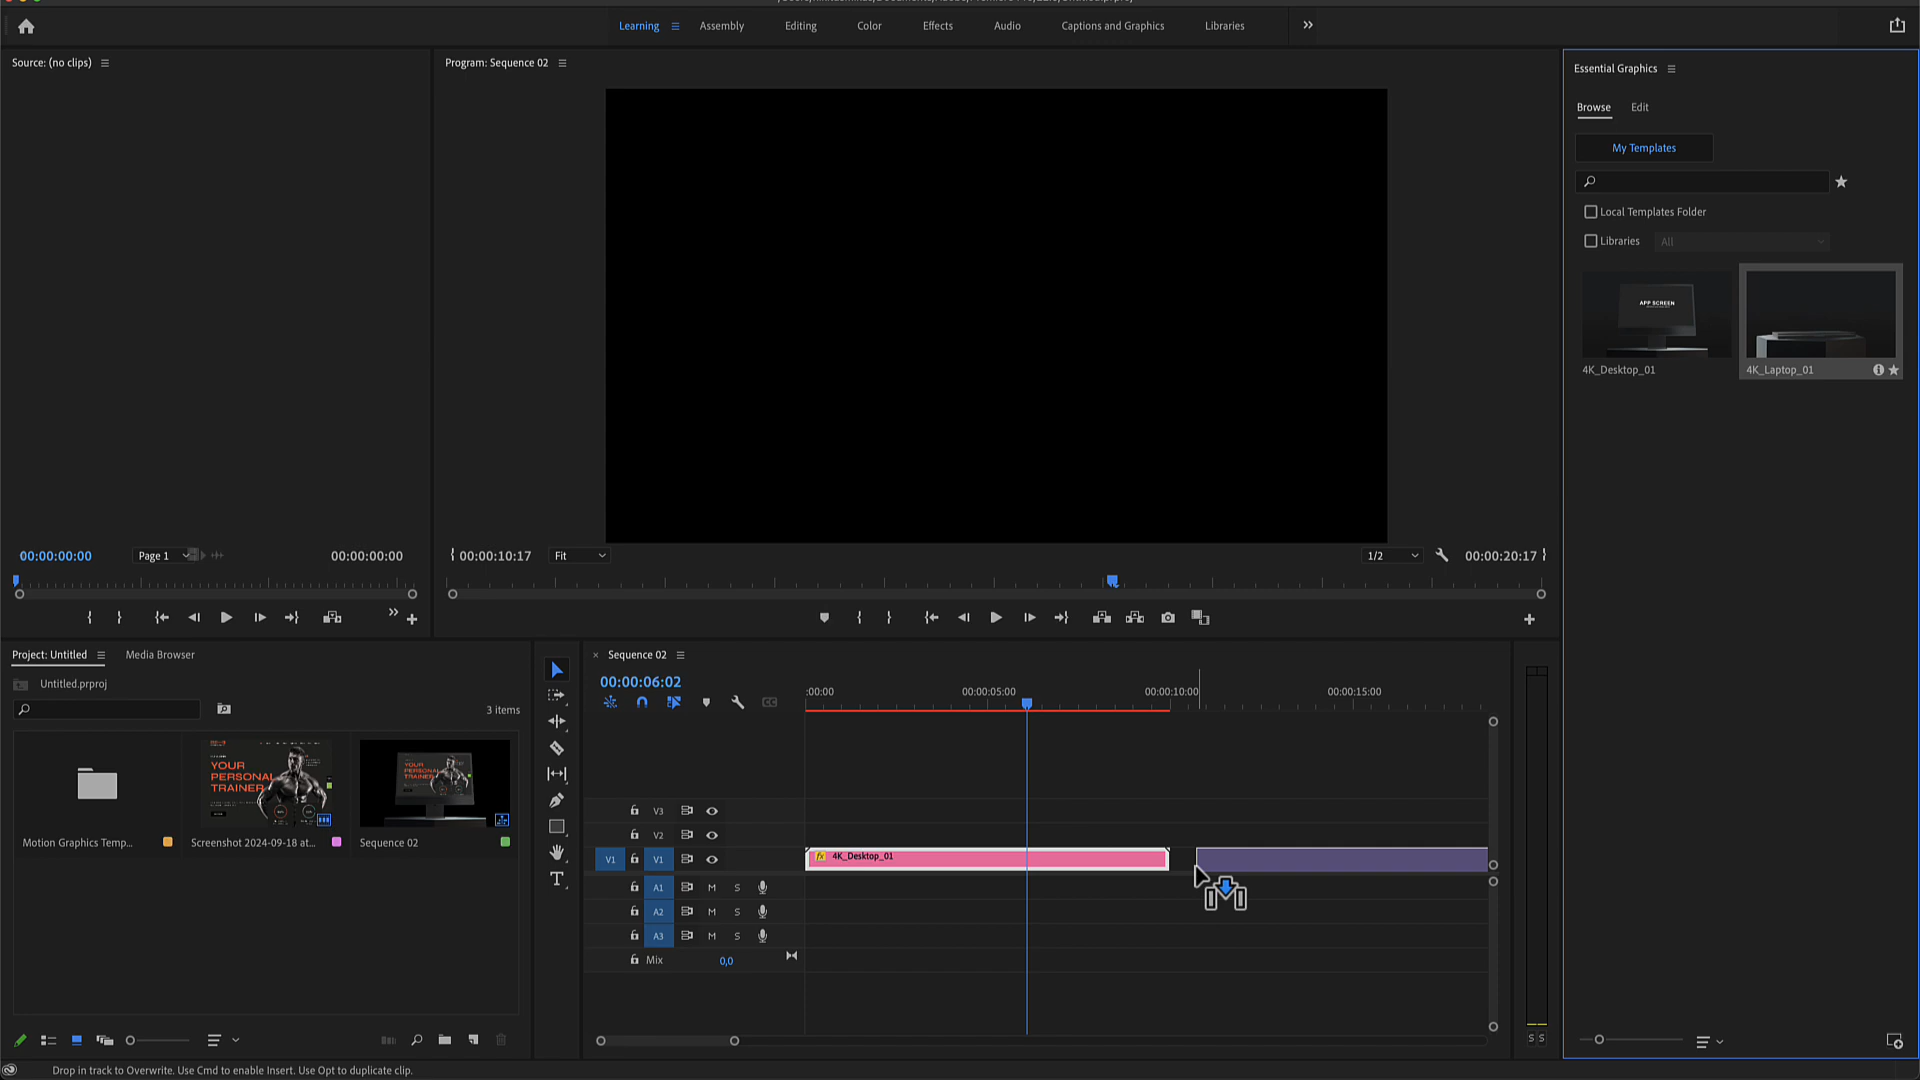 Learning
Assembly
Editing
Color
Effects
Audio
Captions and Graphics
Libraries
Source: (no clips)
Program: Sequence 02
Essential Graphics
Browse
Edit
My Templates
Local Templates Folder
Libraries
All
APP SCREEN
4K_Desktop_01
4K_Laptop_01
00:00:00:00
Page 1
00:00:00:00
00:00:10:17
Fit
1/2
00:00:20:17
Project: Untitled
Media Browser
Untitled.prproj
3 items
YOUR
PERSONAL
TRAINER
YOUR
PERSONAL
TRAINER
Motion Graphics Temp...
Screenshot 2024-09-18 at...
Sequence 02
Sequence 02
00:00:06:02
:00:00
00:00:05:00
00:00:10:00
00:00:15:00
V3
V2
V1
V1
fx 4K_Desktop_01
A1
M
S
A2
M
S
A3
M
S
Mix
0,0
S S
Drop in track to Overwrite. Use Cmd to enable Insert. Use Opt to duplicate clip.